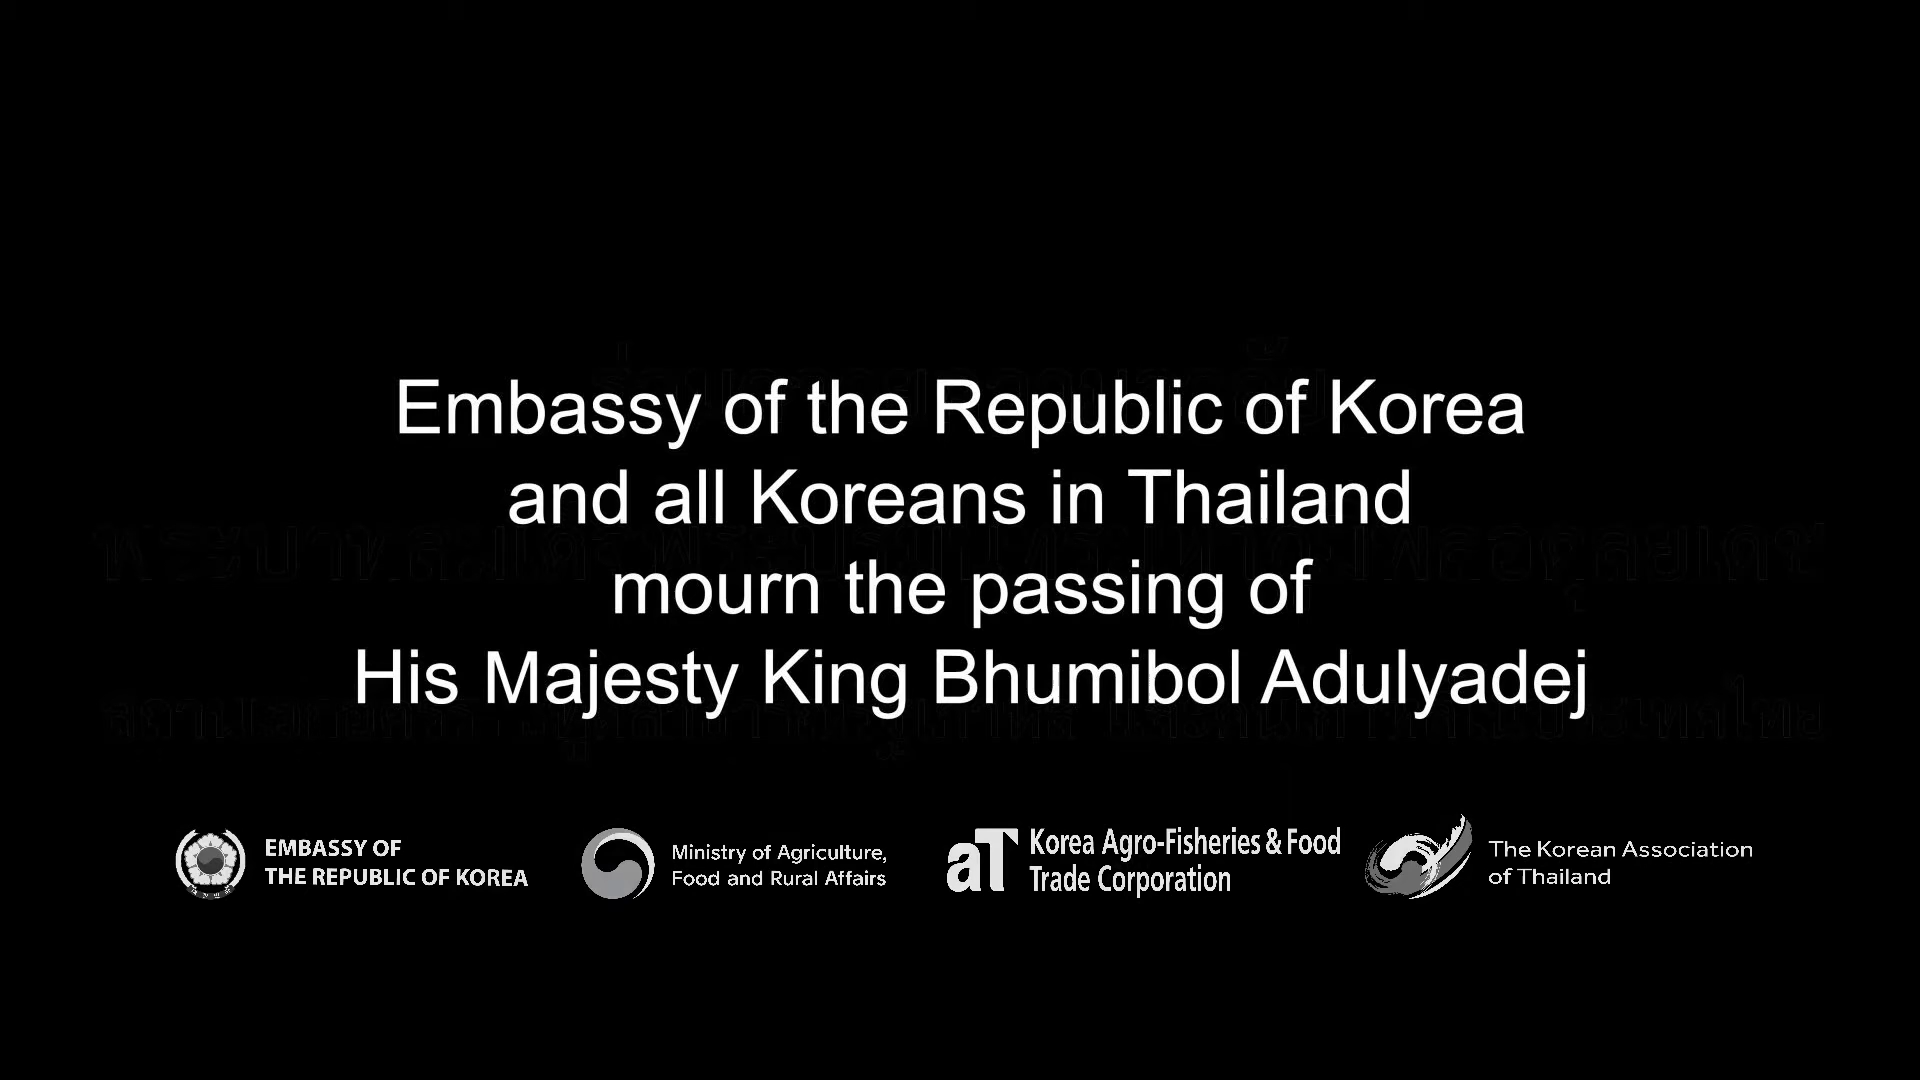 Embassy of the Republic of Korea
and all Koreans in Thailand
mourn the passing of
His Majesty King Bhumibol Adulyadej
EMBASSY OF
THE REPUBLIC OF KOREA
Ministry of Agriculture,
Food and Rural Affairs
aT Korea Agro-Fisheries & Food
Trade Corporation
The Korean Association
of Thailand